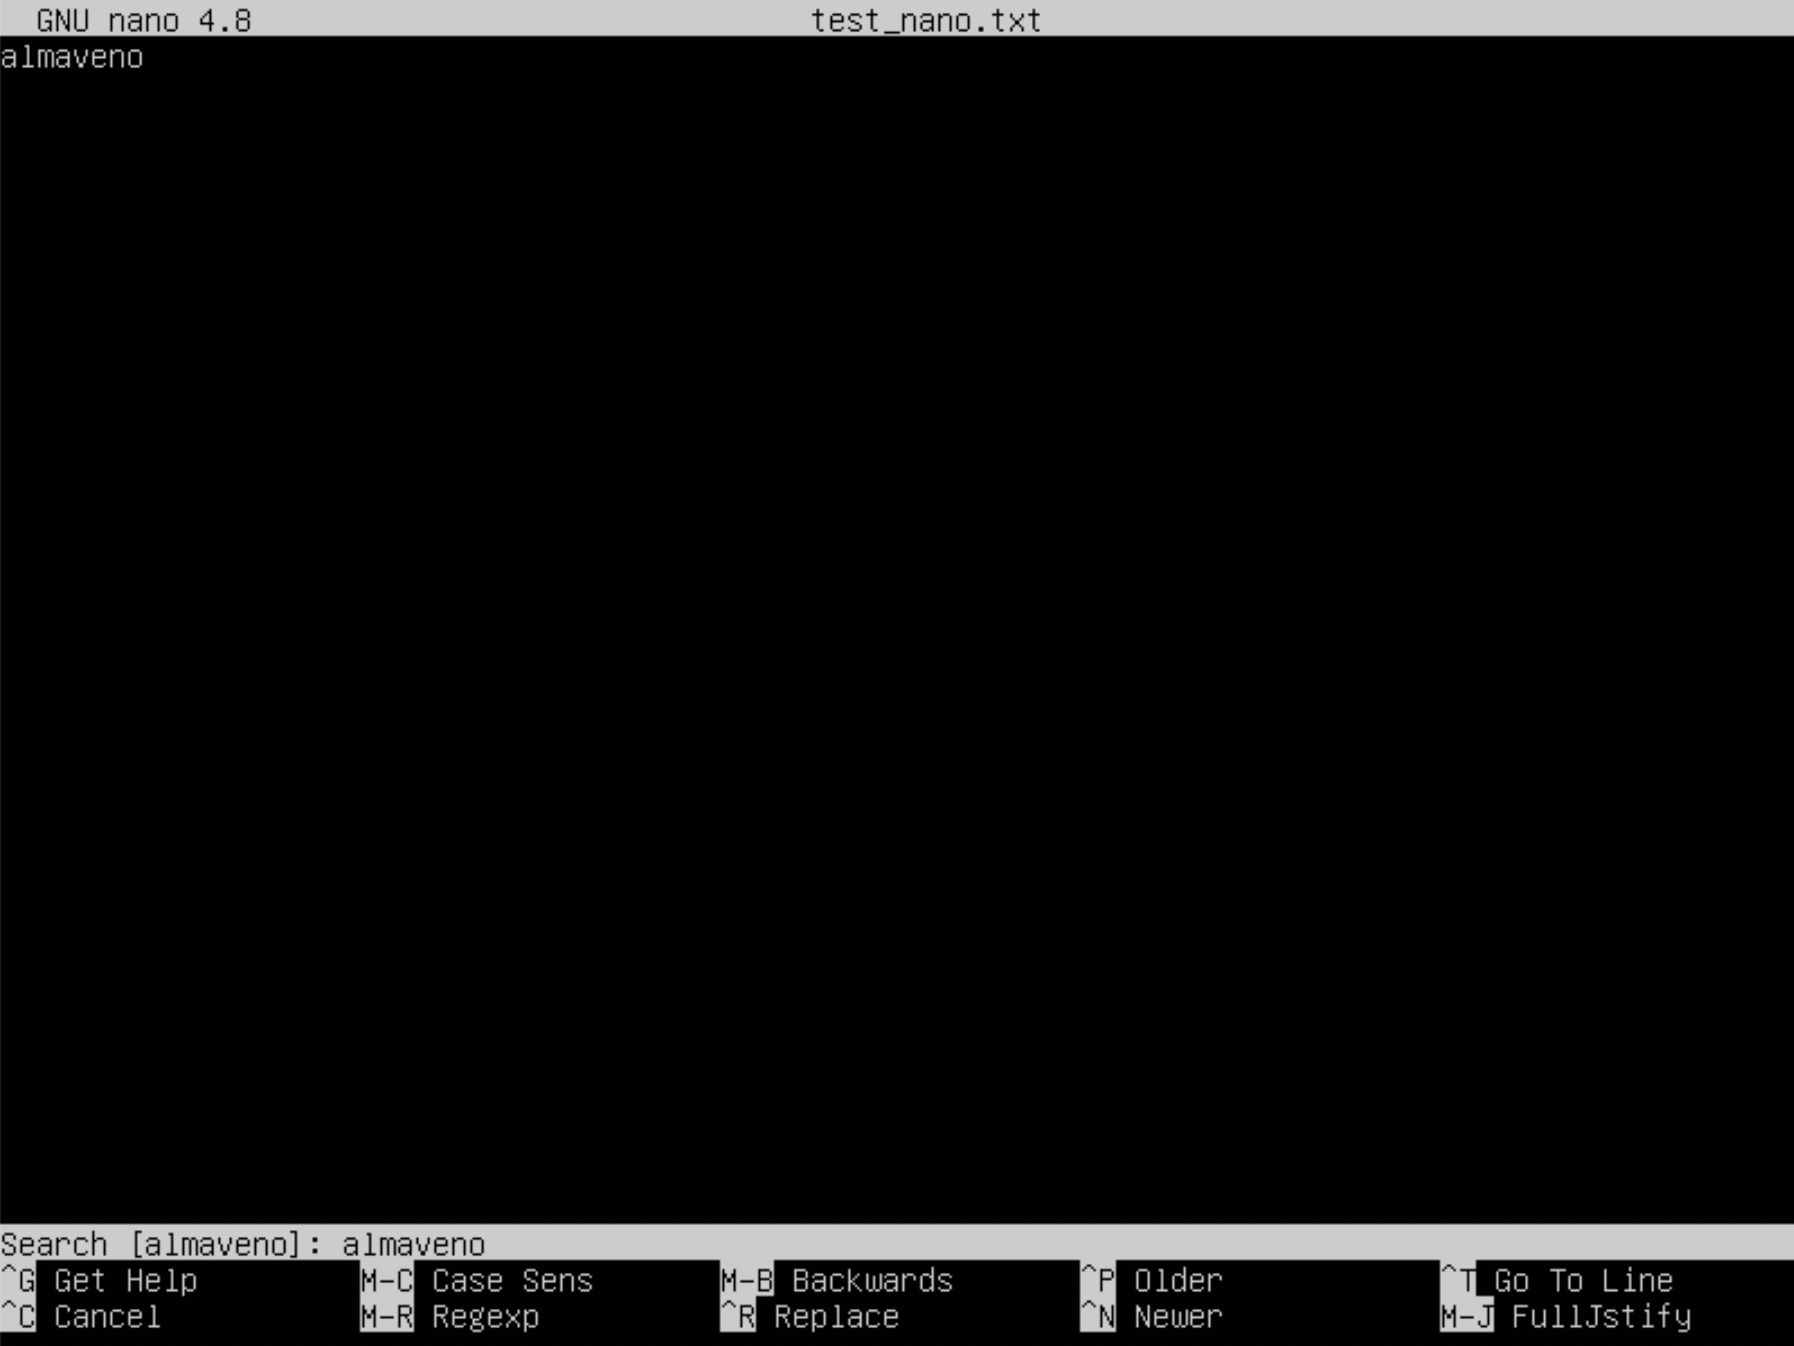 GNU nano 4.8 test_nano.txt
almaveno
Search [almaveno]: almaveno
^G Get Help M-C Case Sens M-B Backwards ^P Older ^T Go To Line
^C Cancel M-R Regexp ^R Replace ^N Newer M-J FullJstify